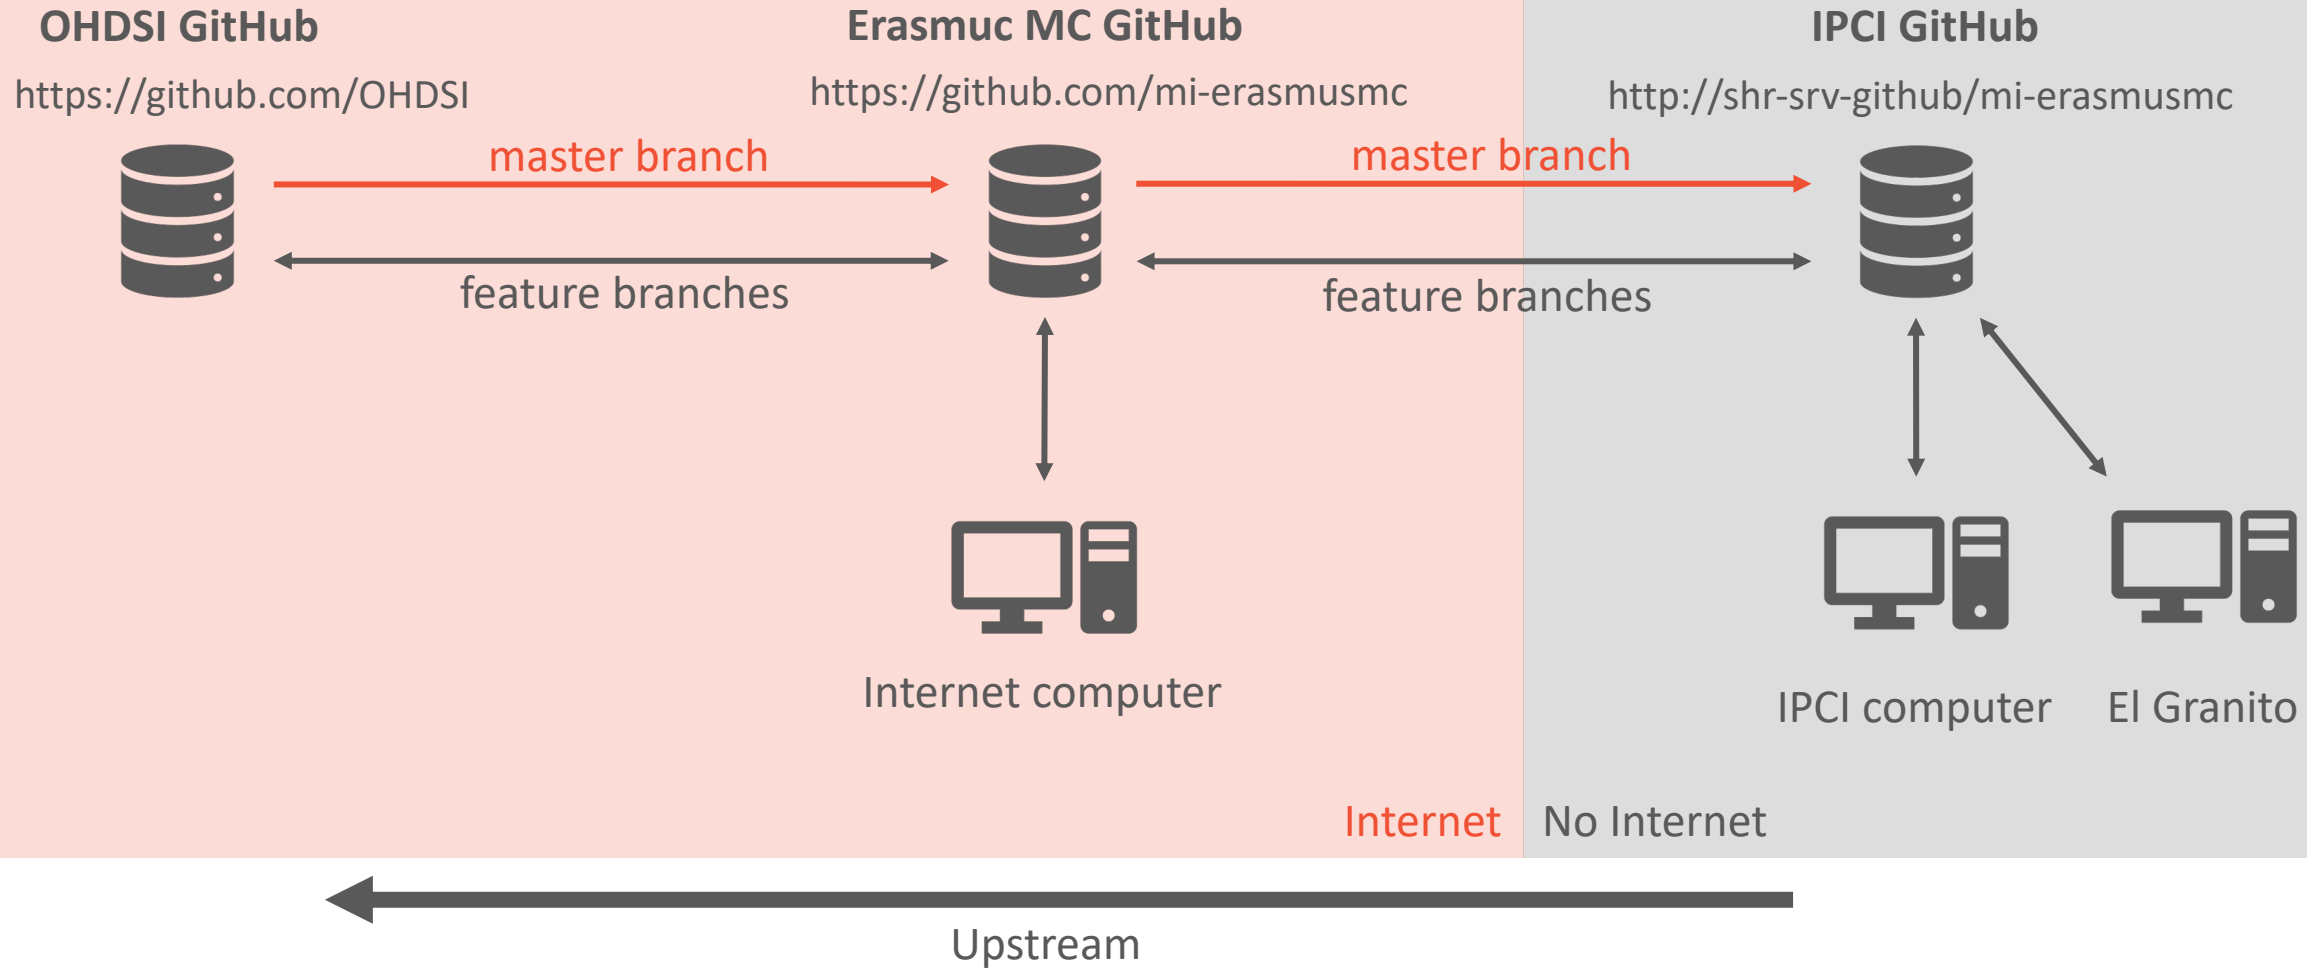 OHDSI GitHub
https://github.com/OHDSI
Erasmuc MC GitHub
https://github.com/mi-erasmusmc
IPCI GitHub
http://shr-srv-github/mi-erasmusmc
master branch
master branch
feature branches
feature branches
Internet computer
IPCI computer
El Granito
Internet
No Internet
Upstream